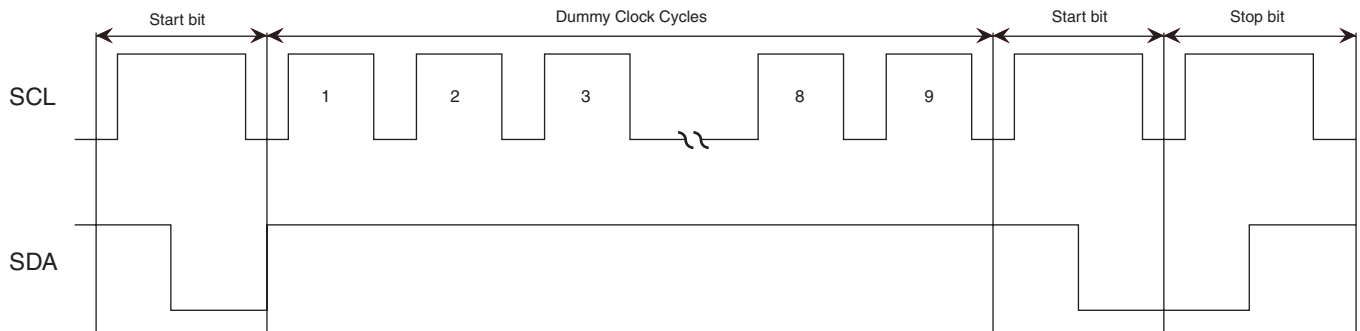 Start bit
Dummy Clock Cycles
Start bit
Stop bit
SCL
1
2
3
8
9
SDA